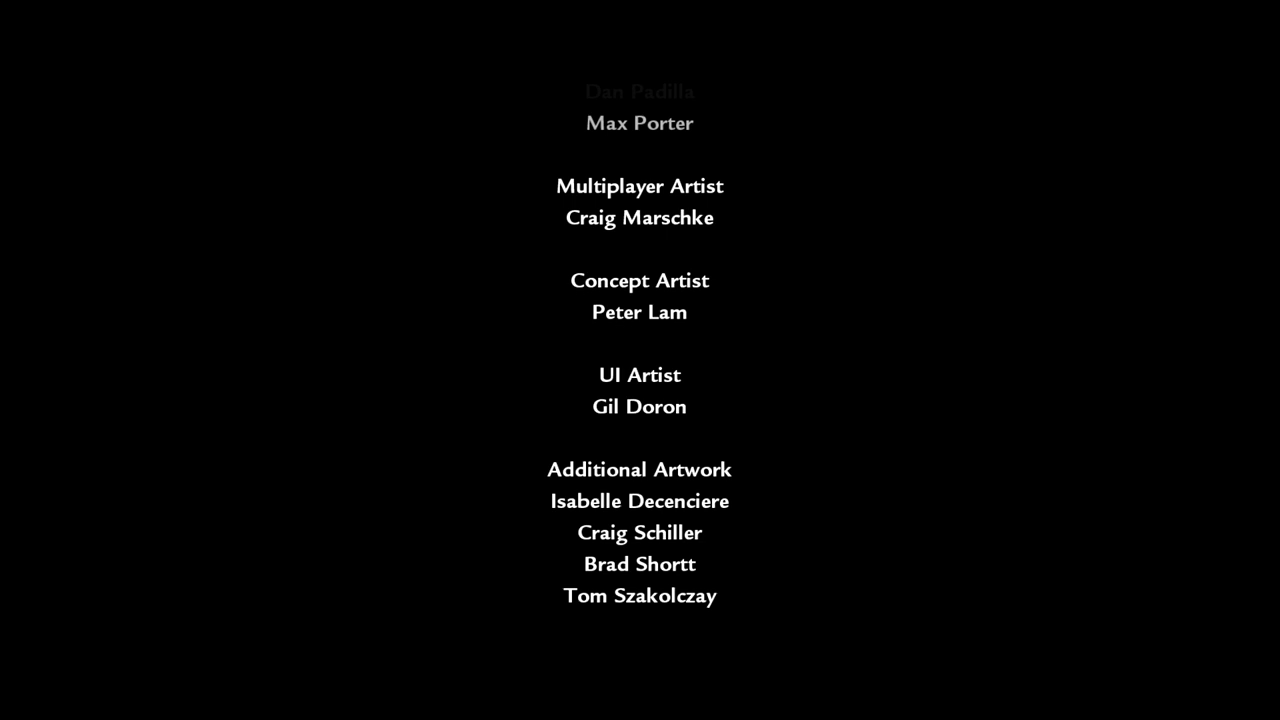 Dan Padilla
Max Porter
Multiplayer Artist
Craig Marschke
Concept Artist
Peter Lam
UI Artist
Gil Doron
Additional Artwork
Isabelle Decenciere
Craig Schiller
Brad Shortt
Tom Szakolczay